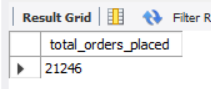 Result Grid Filter R
total_orders_placed
21246